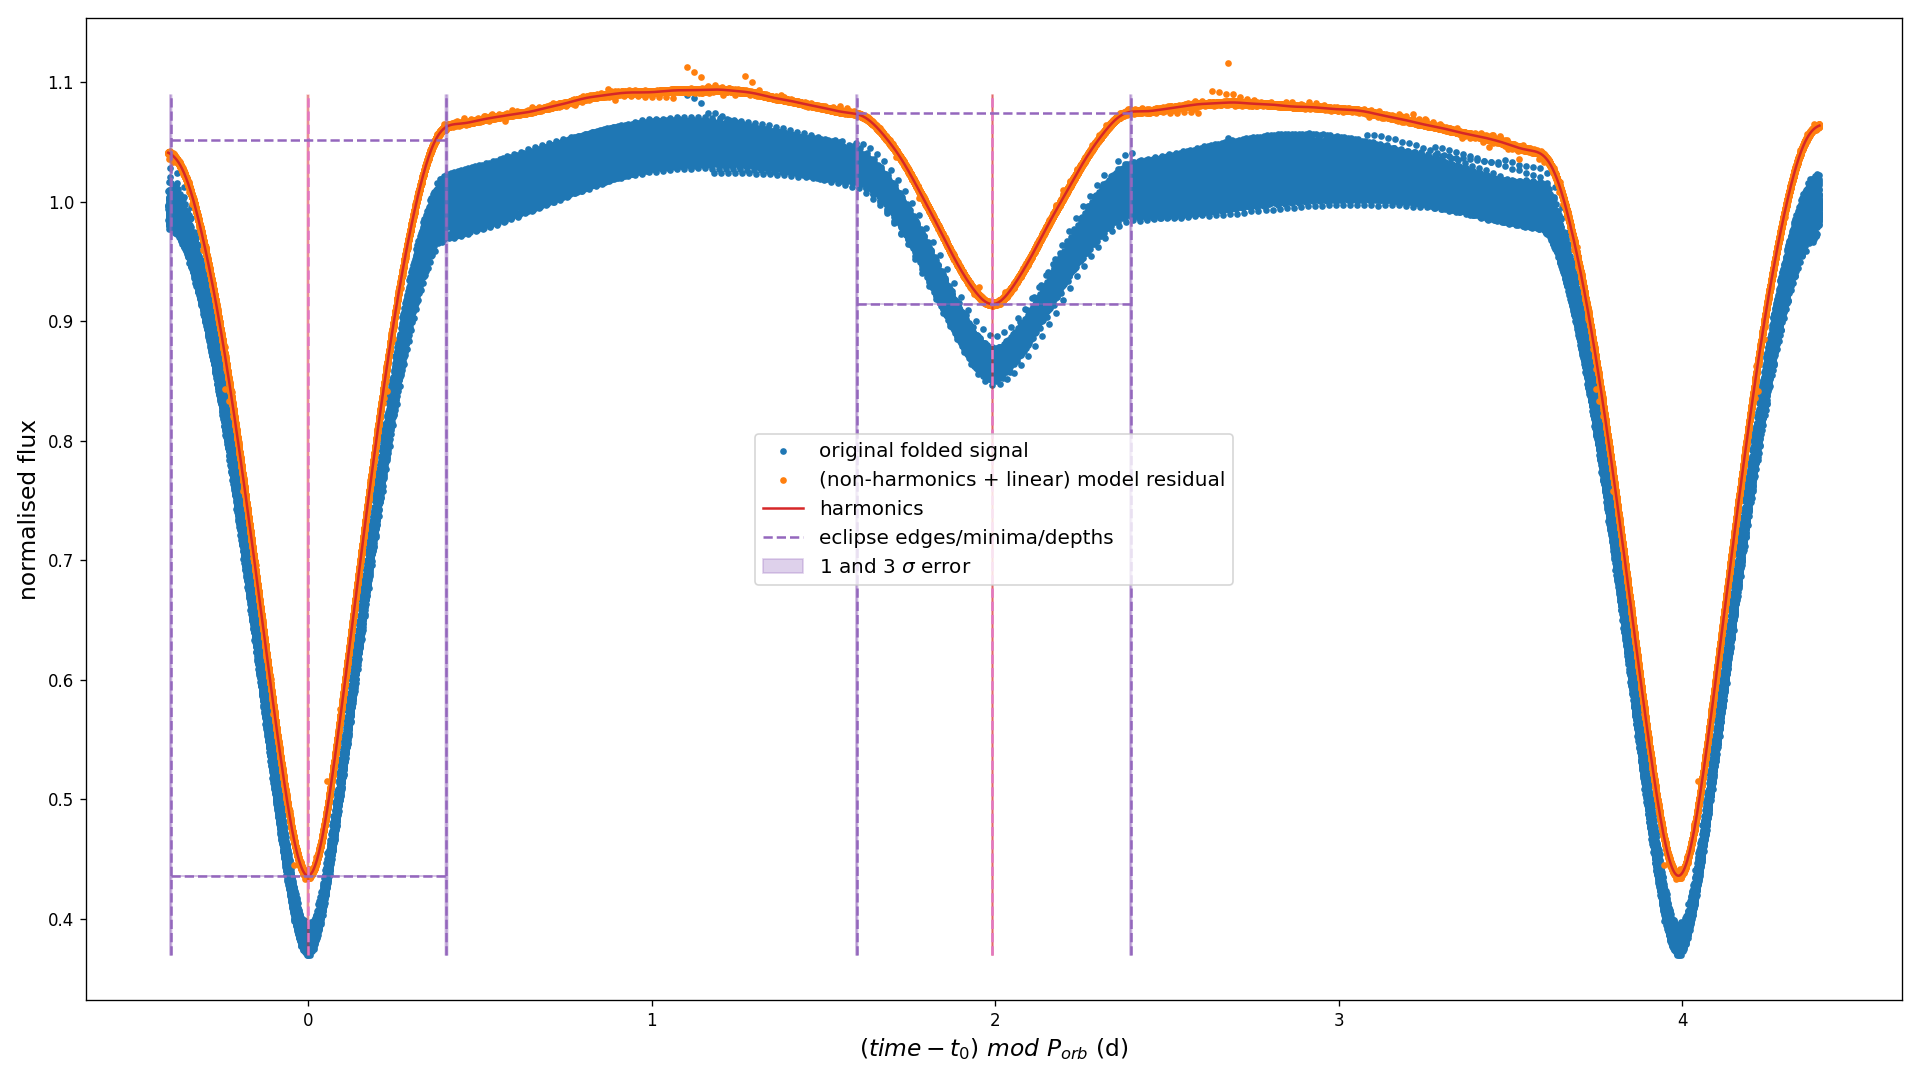 normalised flux
1.1
1.0
0.9
0.8
0.7
0.6
0.5
0.4
original folded signal
(non-harmonics + linear) model residual
harmonics
eclipse edges/minima/depths
1 and 3 σ error
0 1 2 3 4
(time − t₀) mod Pₒᵣb (d)